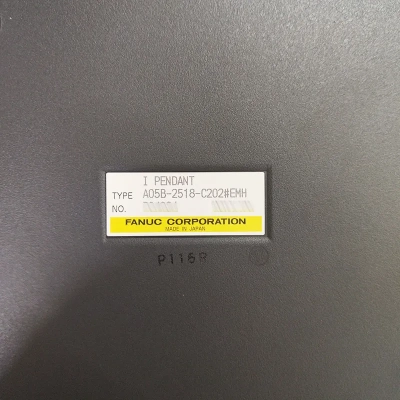 I PENDANT
TYPE A05B-2518-C202#EMH
NO.
FANUC CORPORATION
MADE IN JAPAN
P116R